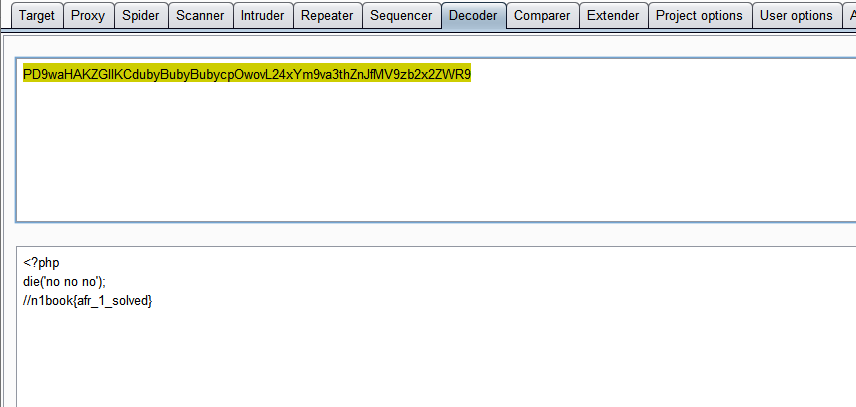 Target Proxy Spider Scanner Intruder Repeater Sequencer Decoder Comparer Extender Project options User options
PD9waHAKZGllKCdubyBubyBubycpOwovL24xYm9va3thZnJfMV9zb2x2ZWR9
<?php
die('no no no');
//n1book{afr_1_solved}